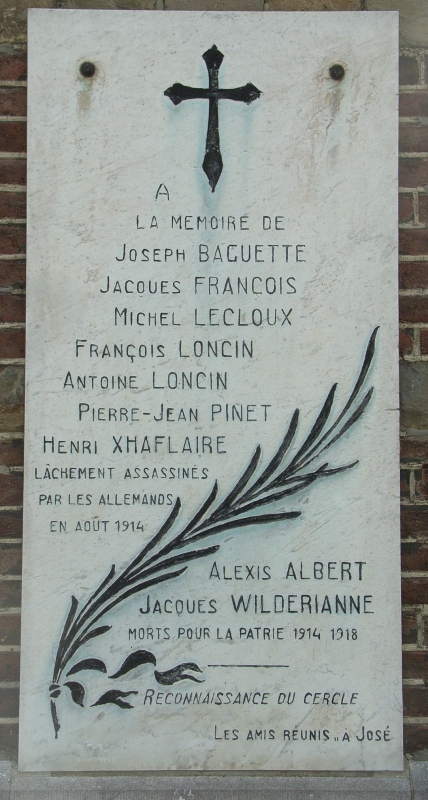 A
LA MEMOIRE DE
JOSEPH BAGUETTE
JACQUES FRANCOIS
MICHEL LECLOUX
FRANÇOIS LONCIN
ANTOINE LONCIN
PIERRE-JEAN PINET
HENRI XHAFLAIRE
LÂCHEMENT ASSASSINÉS
PAR LES ALLEMANDS
EN AOÛT 1914
ALEXIS ALBERT
JACQUES WILDERIANNE
MORTS POUR LA PATRIE 1914 1918
RECONNAISSANCE DU CERCLE
LES AMIS REUNIS „ A JOSÉ